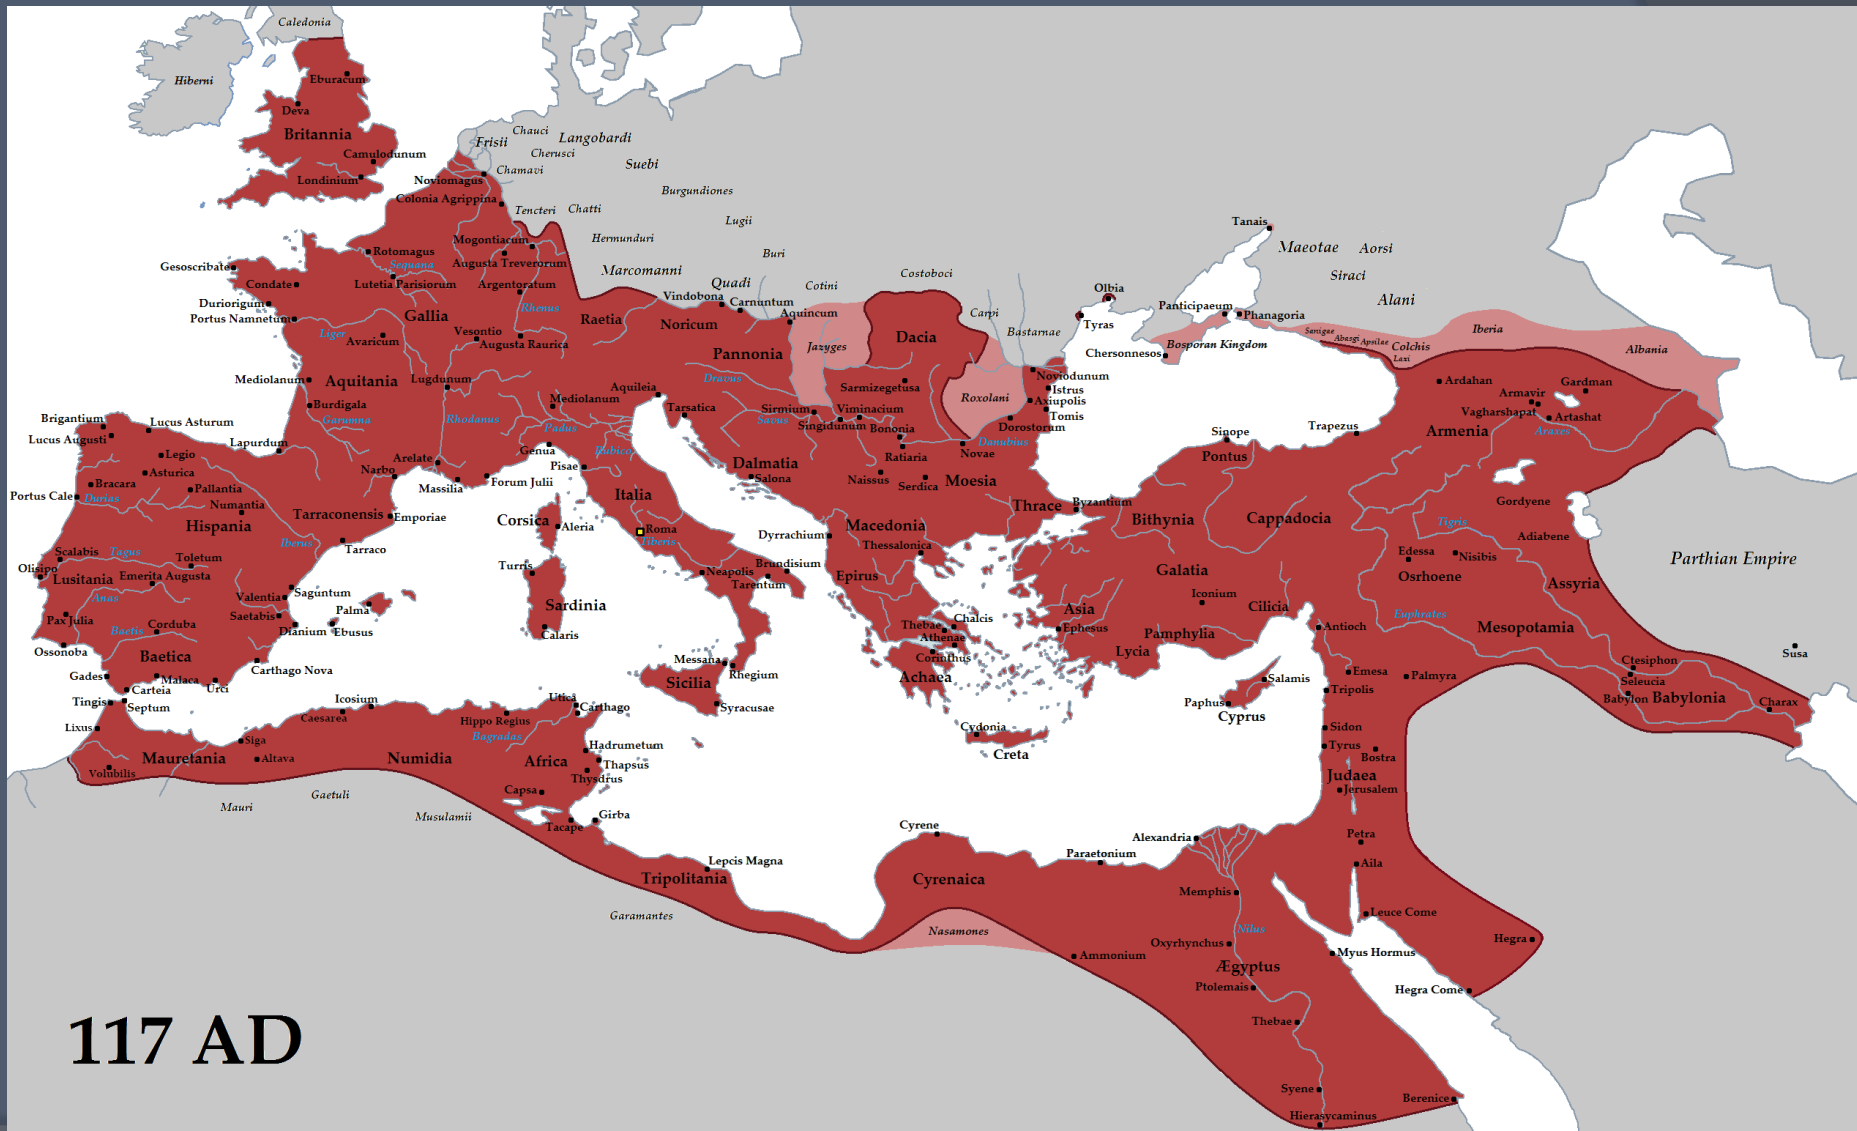 Caledonia
Hiberni
Eburacum
Deva
Britannia
Camulodunum
Londinium
Frisii
Chauci
Langobardi
Cherusci
Suebi
Chamavi
Noviomagus
Colonia Agrippina
Burgundiones
Tencteri
Chatti
Lugii
Hermunduri
Buri
Marcomanni
Quadi
Cotini
Costoboci
Carpi
Bastarnae
Tanais
Maeotae
Aorsi
Siraci
Alani
Gesoscribate
Rotomagus
Sequana
Mogontiacum
Augusta Treverorum
Condate
Lutetia Parisiorum
Argentoratum
Duriorigum
Portus Namnetum
Gallia
Rhenus
Liger
Avaricum
Vesontio
Augusta Raurica
Raetia
Vindobona
Carnuntum
Noricum
Aquincum
Pannonia
Jazyges
Dacia
Olbia
Tyras
Panticipaeum
Phanagoria
Bosporan Kingdom
Chersonnesos
Sanigae
Abasgi
Apsilae
Colchis
Laxi
Iberia
Albania
Mediolanum
Aquitania
Lugdunum
Burdigala
Garumna
Rhodanus
Mediolanum
Padus
Rubico
Aquileia
Tarsatica
Dravus
Savus
Sirmium
Singidunum
Viminacium
Sarmizegetusa
Bononia
Ratiaria
Roxolani
Noviodunum
Istrus
Axiupolis
Tomis
Dorostorum
Danubius
Novae
Ardahan
Armavir
Gardman
Vagharshapat
Artashat
Armenia
Araxes
Brigantium
Lucus Asturum
Lucus Augusti
Lapurdum
Legio
Asturica
Bracara
Pallantia
Portus Cale
Durias
Numantia
Hispania
Tarraconensis
Emporiae
Narbo
Arelate
Massilia
Forum Julii
Genua
Pisae
Italia
Corsica
Aleria
Roma
Tiberis
Dalmatia
Salona
Naissus
Serdica
Moesia
Thrace
Byzantium
Sinope
Pontus
Trapezus
Bithynia
Cappadocia
Gordyene
Tigris
Adiabene
Scalabis
Tagus
Toletum
Iberus
Tarraco
Olisipo
Lusitania
Emerita Augusta
Anas
Valentia
Saguntum
Saetabis
Palma
Dianium
Ebusus
Pax Julia
Baetis
Corduba
Ossonoba
Baetica
Carthago Nova
Gades
Malaca
Urci
Carteia
Tingis
Septum
Lixus
Turris
Sardinia
Calaris
Neapolis
Brundisium
Tarentum
Dyrrachium
Macedonia
Thessalonica
Epirus
Chalcis
Thebae
Athenae
Corinthus
Achaea
Messana
Rhegium
Sicilia
Syracusae
Cydonia
Creta
Asia
Ephesus
Galatia
Iconium
Cilicia
Pamphylia
Lycia
Edessa
Nisibis
Osrhoene
Assyria
Parthian Empire
Euphrates
Mesopotamia
Antioch
Emesa
Palmyra
Tripolis
Salamis
Paphus
Cyprus
Ctesiphon
Seleucia
Babylon
Babylonia
Charax
Susa
Sidon
Tyrus
Bostra
Judaea
Jerusalem
Petra
Aila
Leuce Come
Hegra
Hegra Come
Icosium
Caesarea
Siga
Altava
Mauretania
Volubilis
Numidia
Hippo Regius
Bagradas
Utica
Carthago
Hadrumetum
Africa
Thapsus
Thysdrus
Capsa
Tacape
Girba
Mauri
Gaetuli
Musulamii
Garamantes
Lepcis Magna
Tripolitania
Cyrene
Cyrenaica
Nasamones
Paraetonium
Alexandria
Ammonium
Memphis
Nilus
Oxyrhynchus
Ægyptus
Ptolemais
Myus Hormus
Thebae
Syene
Hierasycaminus
Berenice
117 AD